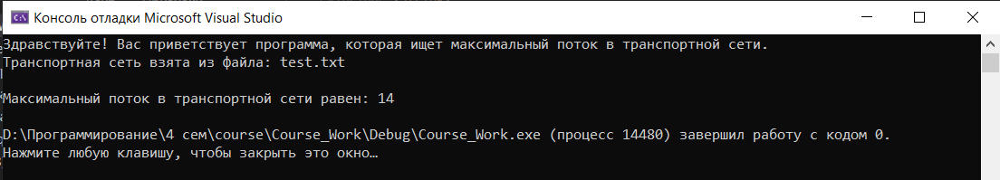 Консоль отладки Microsoft Visual Studio
Здравствуйте! Вас приветствует программа, которая ищет максимальный поток в транспортной сети.
Транспортная сеть взята из файла: test.txt
Максимальный поток в транспортной сети равен: 14
D:\Программирование\4 сем\course\Course_Work\Debug\Course_Work.exe (процесс 14480) завершил работу с кодом 0.
Нажмите любую клавишу, чтобы закрыть это окно…